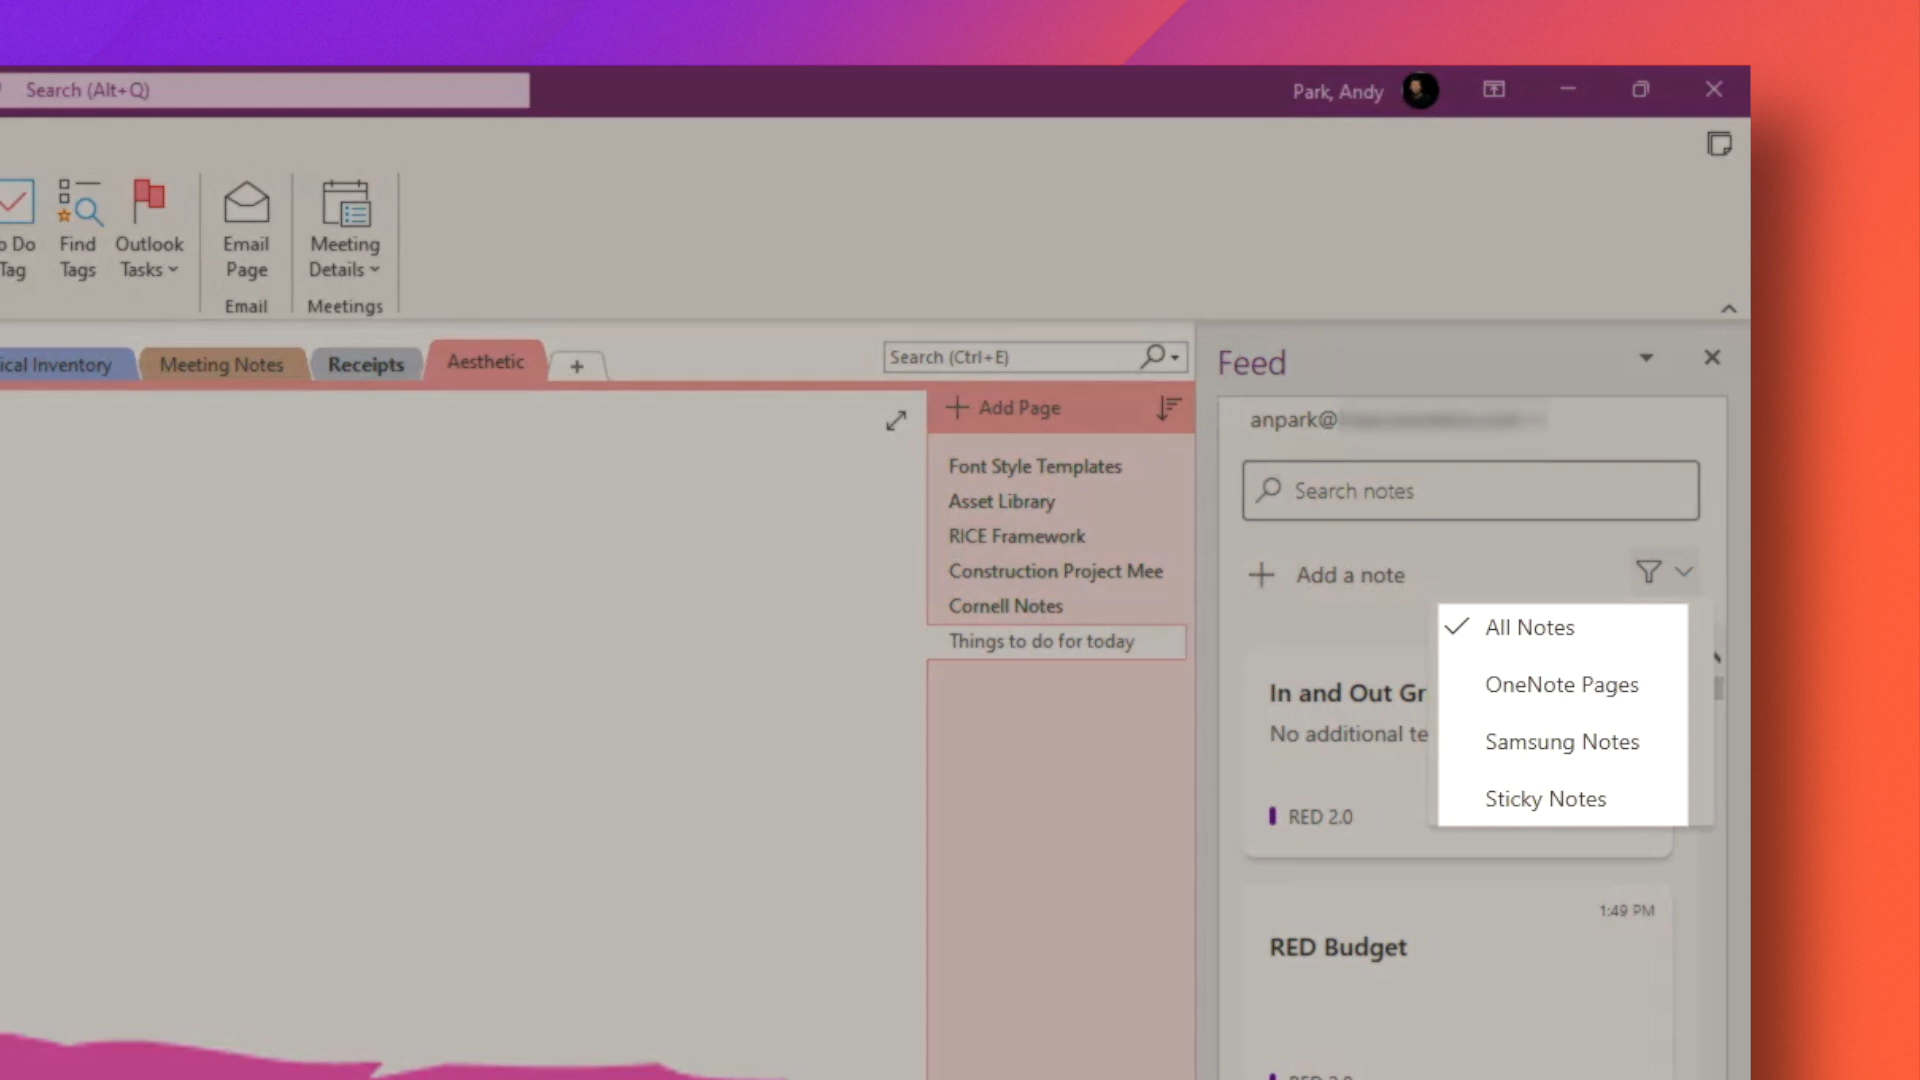 Search (Alt+Q)
Park, Andy
Do
Tag
Find
Tags
Outlook
Tasks
Email
Page
Email
Meeting
Details
Meetings
ical Inventory
Meeting Notes
Receipts
Aesthetic
+
Search (Ctrl+E)
Add Page
Font Style Templates
Asset Library
RICE Framework
Construction Project Mee
Cornell Notes
Things to do for today
Feed
anpark@
Search notes
Add a note
All Notes
OneNote Pages
Samsung Notes
Sticky Notes
In and Out Gr
No additional te
RED 2.0
1:49 PM
RED Budget